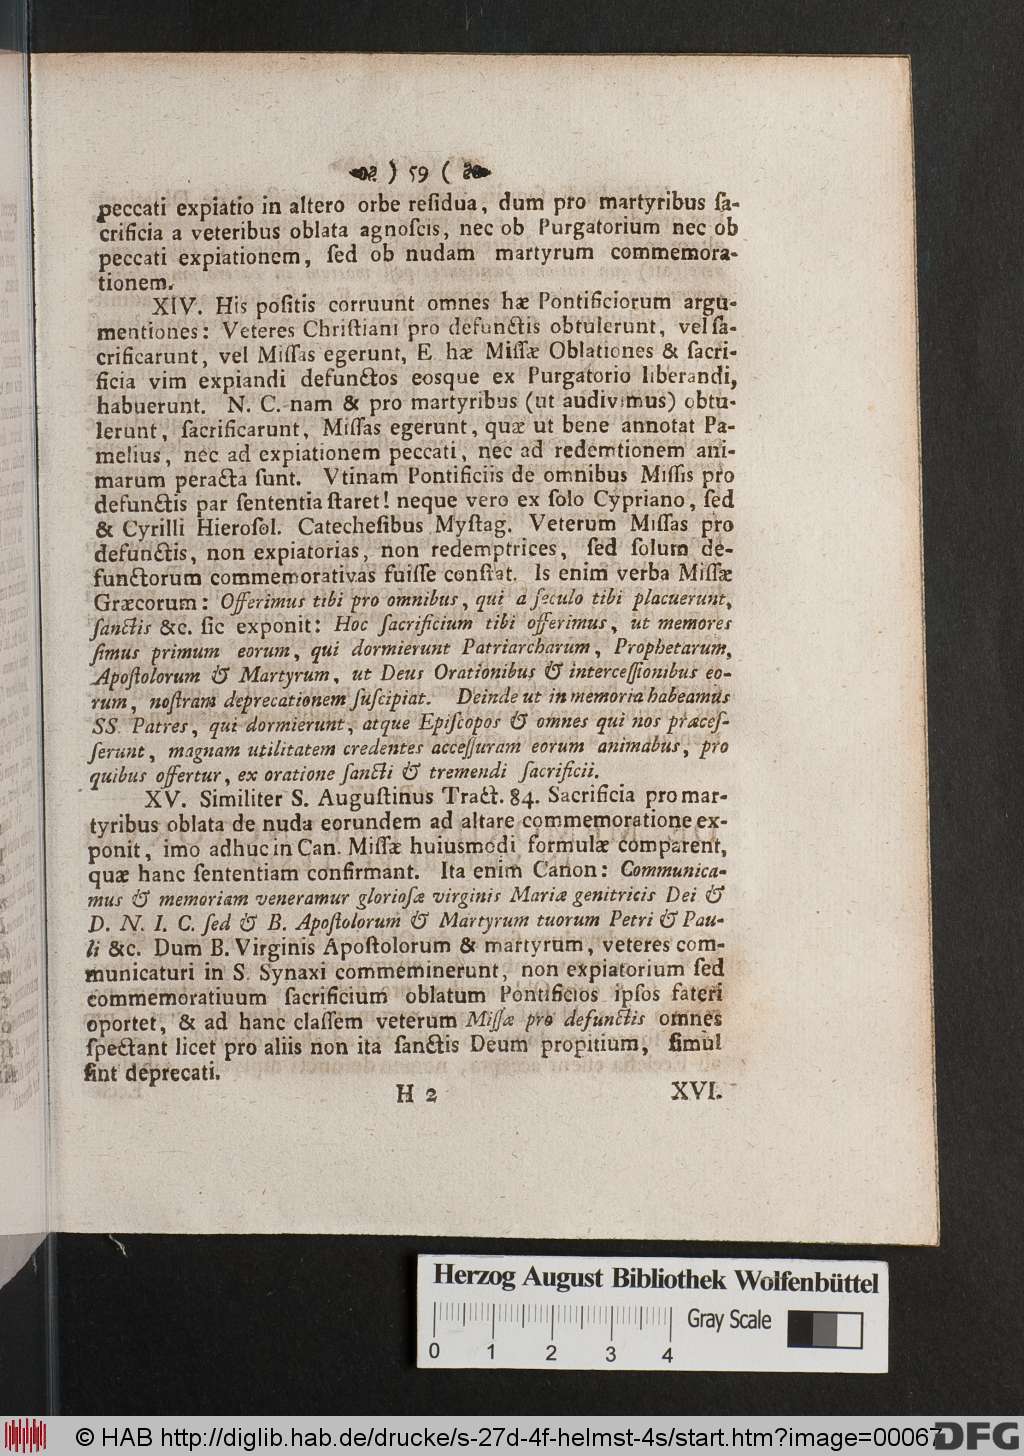 ) 59 (
peccati expiatio in altero orbe reſidua, dum pro martyribus ſa-
crificia a veteribus oblata agnoſcis, nec ob Purgatorium nec ob
peccati expiationem, ſed ob nudam martyrum commemora-
tionem.
XIV. His poſitis corruunt omnes hæ Pontificiorum argu-
mentiones: Veteres Chriſtiani pro defunctis obtulerunt, vel ſa-
crificarunt, vel Miſſas egerunt, E hæ Miſſæ Oblationes & ſacri-
ficia vim expiandi defunctos eosque ex Purgatorio liberandi,
habuerunt. N. C. nam & pro martyribus (ut audivimus) obtu-
lerunt, ſacrificarunt, Miſſas egerunt, quæ ut bene annotat Pa-
melius, nec ad expiationem peccati, nec ad redemtionem ani-
marum peracta ſunt. Vtinam Pontificiis de omnibus Miſſis pro
defunctis par ſententia ſtaret! neque vero ex ſolo Cypriano, ſed
& Cyrilli Hieroſol. Catecheſibus Myſtag. Veterum Miſſas pro
defunctis, non expiatorias, non redemptrices, ſed ſolum de-
functorum commemorativas fuiſſe conſtat. Is enim verba Miſſæ
Græcorum: Offerimus tibi pro omnibus, qui a ſeculo tibi placuerunt,
ſanctis &c. ſic exponit: Hoc ſacrificium tibi offerimus, ut memores
ſimus primum eorum, qui dormierunt Patriarcharum, Prophetarum,
Apoſtolorum & Martyrum, ut Deus Orationibus & interceſſionibus eo-
rum, noſtram deprecationem ſuſcipiat. Deinde ut in memoria habeamus
SS. Patres, qui dormierunt, atque Epiſcopos & omnes qui nos præceſ-
ſerunt, magnam utilitatem credentes acceſſuram eorum animabus, pro
quibus offertur, ex oratione ſancti & tremendi ſacrificii.
XV. Similiter S. Auguſtinus Tract. 84. Sacrificia pro mar-
tyribus oblata de nuda eorundem ad altare commemoratione ex-
ponit, imo adhuc in Can. Miſſæ huiusmodi formulæ comparent,
quæ hanc ſententiam confirmant. Ita enim Canon: Communica-
mus & memoriam veneramur glorioſæ virginis Mariæ genitricis Dei &
D. N. I. C. ſed & B. Apoſtolorum & Martyrum tuorum Petri & Pau-
li &c. Dum B. Virginis Apoſtolorum & martyrum, veteres com-
municaturi in S. Synaxi commeminerunt, non expiatorium ſed
commemoratiuum ſacrificium oblatum Pontificios ipſos fateri
oportet, & ad hanc claſſem veterum Miſſæ pro defunctis omnes
ſpectant licet pro aliis non ita ſanctis Deum propitium, ſimul
ſint deprecati.
H 2 XVI.
Herzog August Bibliothek Wolfenbüttel
Gray Scale
0 1 2 3 4
© HAB http://diglib.hab.de/drucke/s-27d-4f-helmst-4s/start.htm?image=00067
DFG